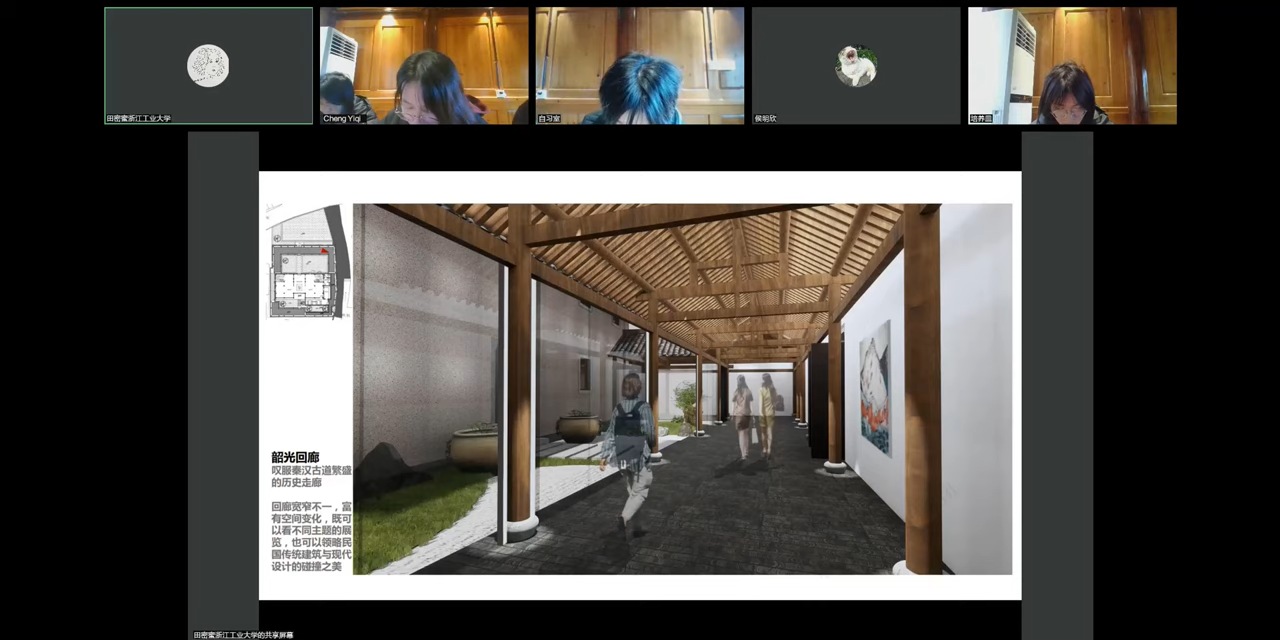 田密蜜浙江工业大学
Cheng Yiqi
自习室
侯明欣
培养皿
韶光回廊
叹服秦汉古道繁盛
的历史走廊
回廊宽窄不一，富
有空间变化，既可
以看不同主题的展
览，也可以领略民
国传统建筑与现代
设计的碰撞之美
田密蜜浙江工业大学的共享屏幕